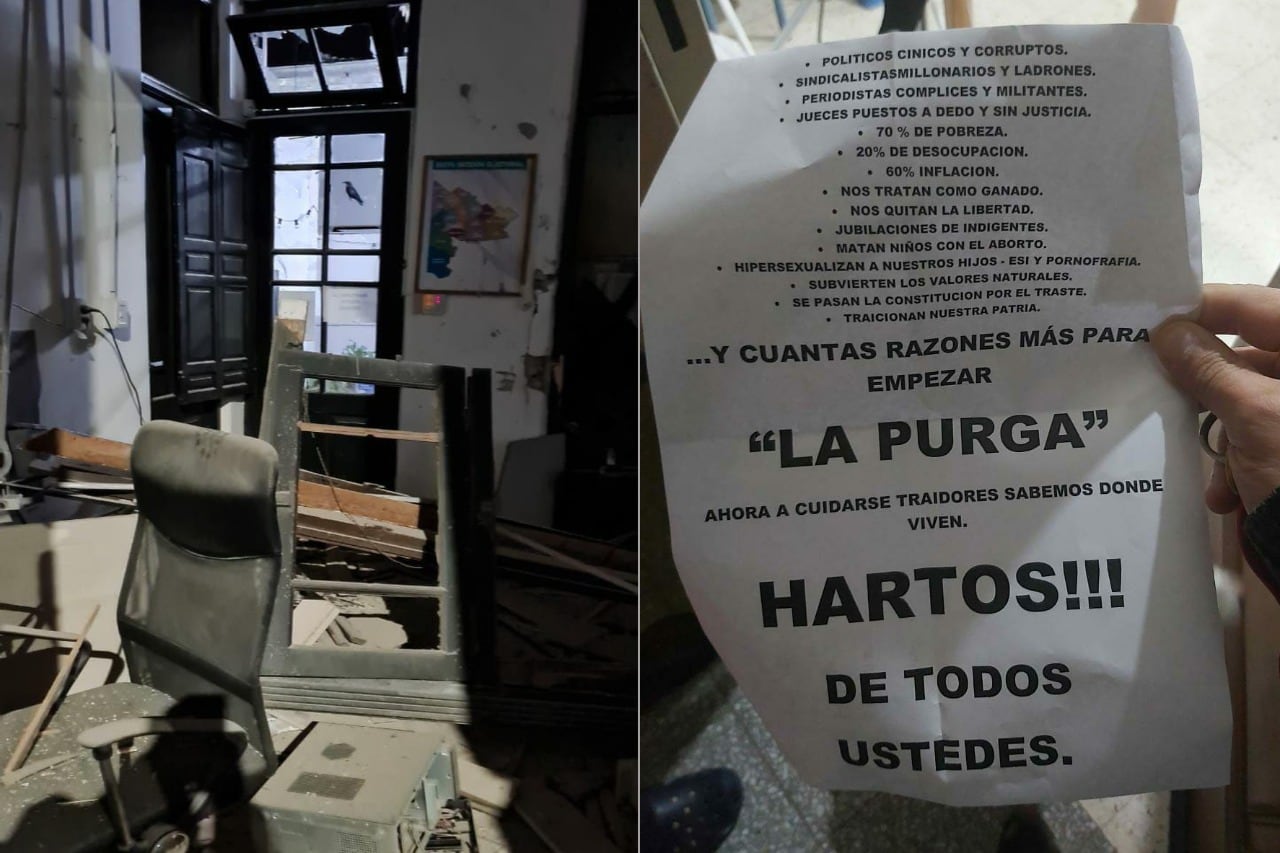 MAPA SECCIÓN ELECTORAL
• POLITICOS CINICOS Y CORRUPTOS.
• SINDICALISTASMILLONARIOS Y LADRONES.
• PERIODISTAS COMPLICES Y MILITANTES.
• JUECES PUESTOS A DEDO Y SIN JUSTICIA.
• 70 % DE POBREZA.
• 20% DE DESOCUPACION.
• 60% INFLACION.
• NOS TRATAN COMO GANADO.
• NOS QUITAN LA LIBERTAD.
• JUBILACIONES DE INDIGENTES.
• MATAN NIÑOS CON EL ABORTO.
• HIPERSEXUALIZAN A NUESTROS HIJOS - ESI Y PORNOFRAFIA.
• SUBVIERTEN LOS VALORES NATURALES.
• SE PASAN LA CONSTITUCION POR EL TRASTE.
• TRAICIONAN NUESTRA PATRIA.
...Y CUANTAS RAZONES MÁS PARA
EMPEZAR
“LA PURGA”
AHORA A CUIDARSE TRAIDORES SABEMOS DONDE
VIVEN.
HARTOS!!!
DE TODOS
USTEDES.